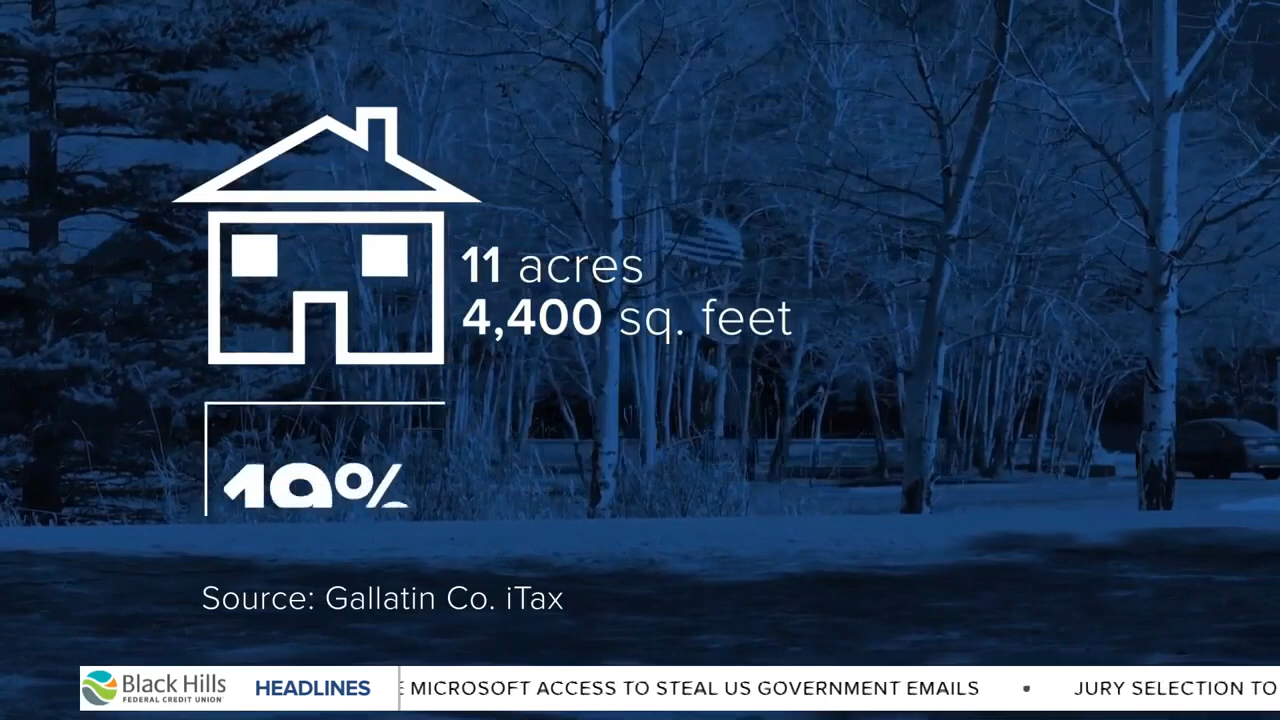 11 acres
4,400 sq. feet
Source: Gallatin Co. iTax
Black Hills
FEDERAL CREDIT UNION
HEADLINES
MICROSOFT ACCESS TO STEAL US GOVERNMENT EMAILS • JURY SELECTION TO